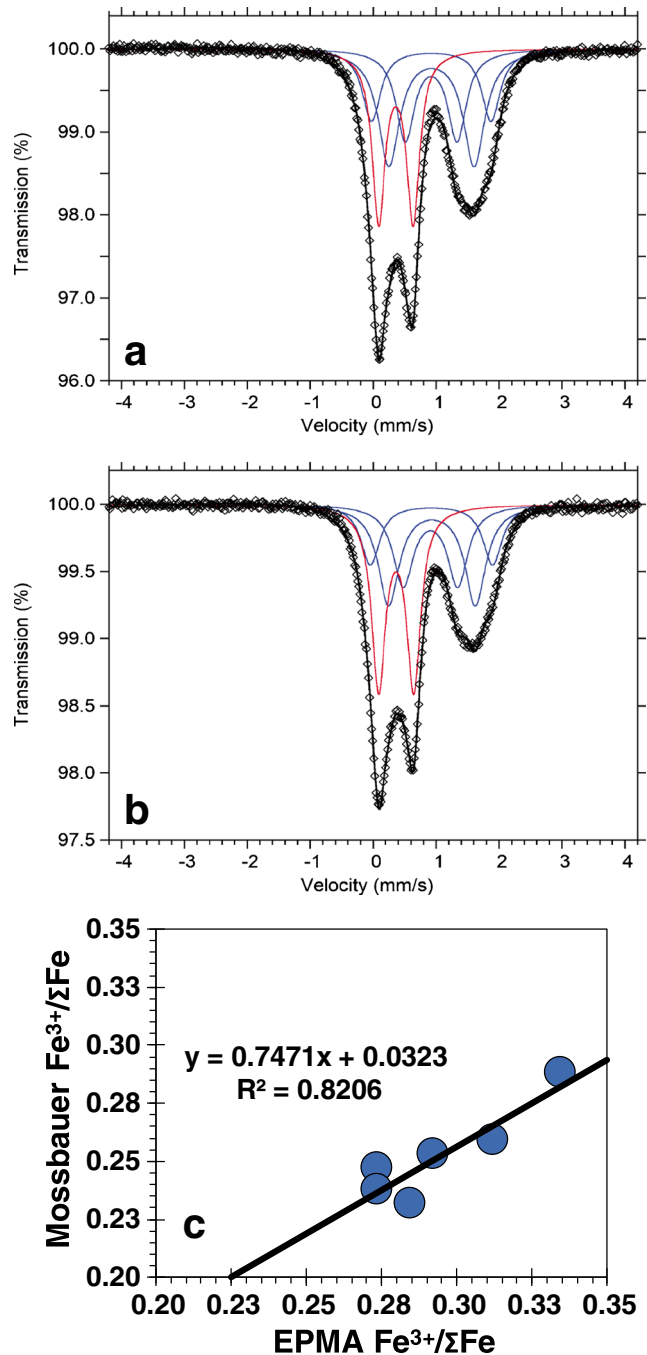 100.0
99.0
98.0
97.0
96.0
Transmission (%)
a
-4 -3 -2 -1 0 1 2 3 4
Velocity (mm/s)
100.0
99.5
99.0
98.5
98.0
97.5
Transmission (%)
b
-4 -3 -2 -1 0 1 2 3 4
Velocity (mm/s)
0.35
0.33
0.30
0.28
0.25
0.23
0.20
Mossbauer Fe³⁺/ΣFe
y = 0.7471x + 0.0323
R² = 0.8206
c
0.20 0.23 0.25 0.28 0.30 0.33 0.35
EPMA Fe³⁺/ΣFe